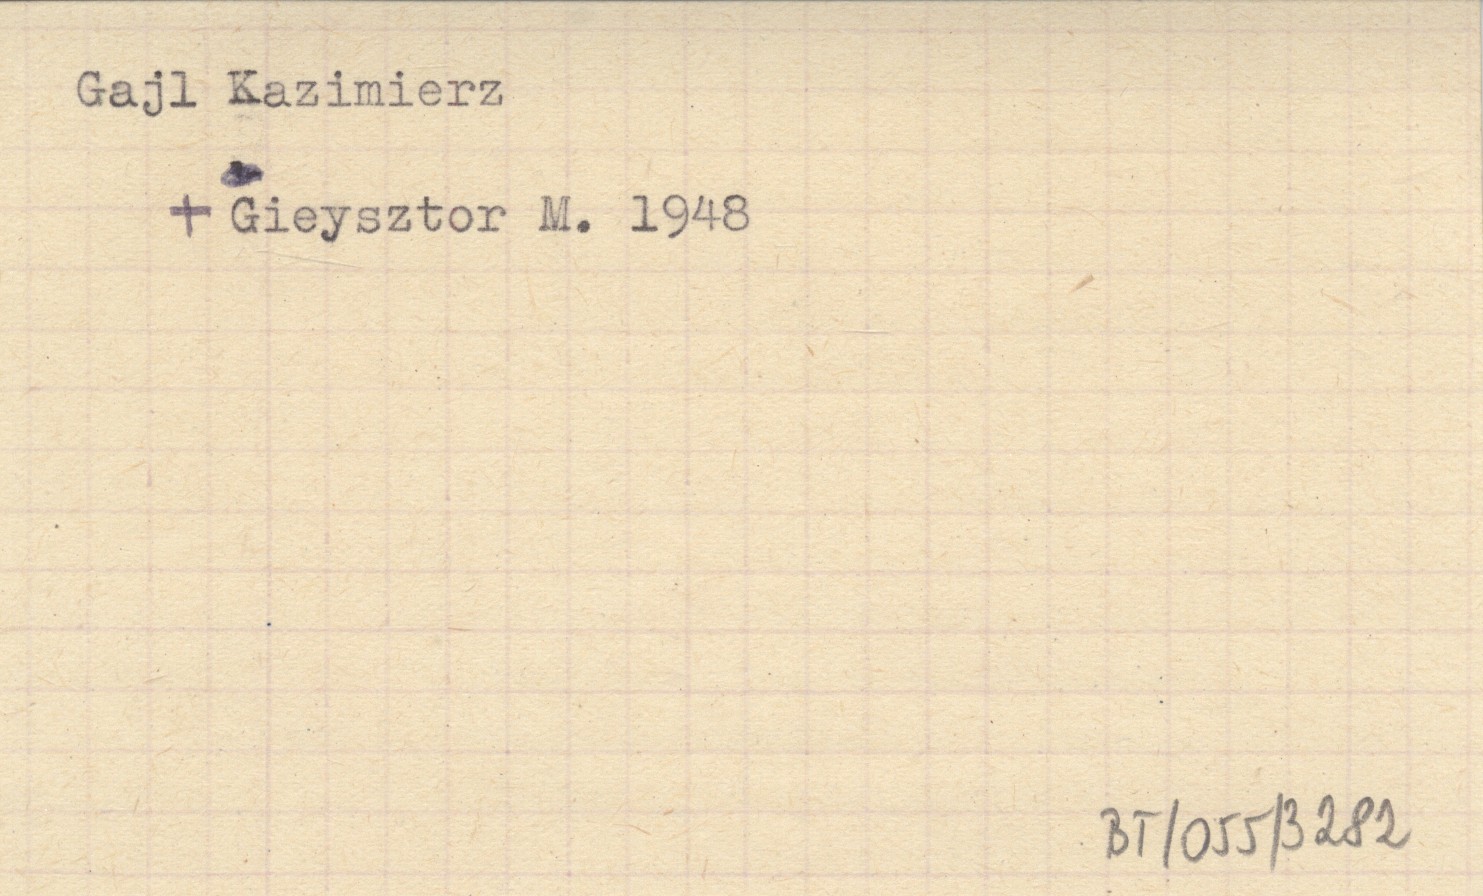 Gajl Kazimierz
+ Gieysztor M. 1948
BT/055/3282